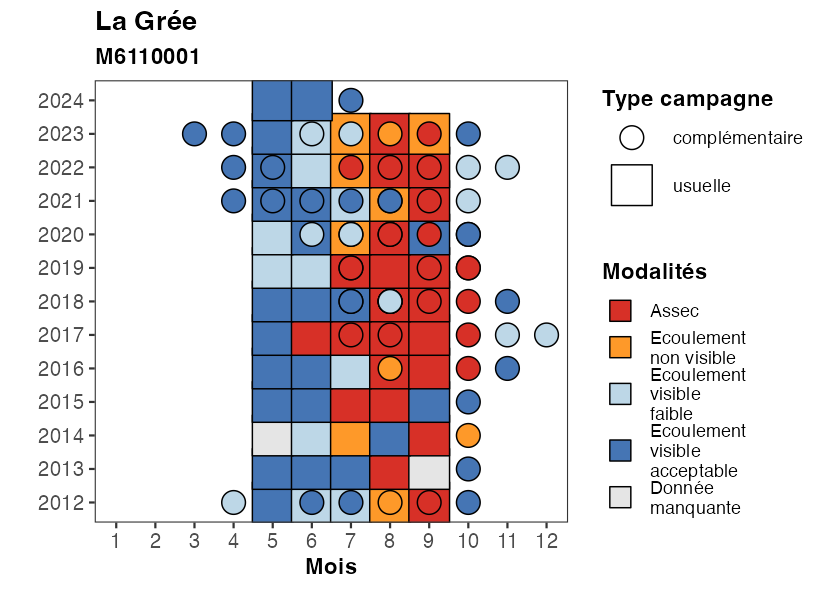 La Grée
M6110001
2024
2023
2022
2021
2020
2019
2018
2017
2016
2015
2014
2013
2012
1 2 3 4 5 6 7 8 9 10 11 12
Mois
Type campagne
complémentaire
usuelle
Modalités
Assec
Ecoulement
non visible
Ecoulement
visible
faible
Ecoulement
visible
acceptable
Donnée
manquante